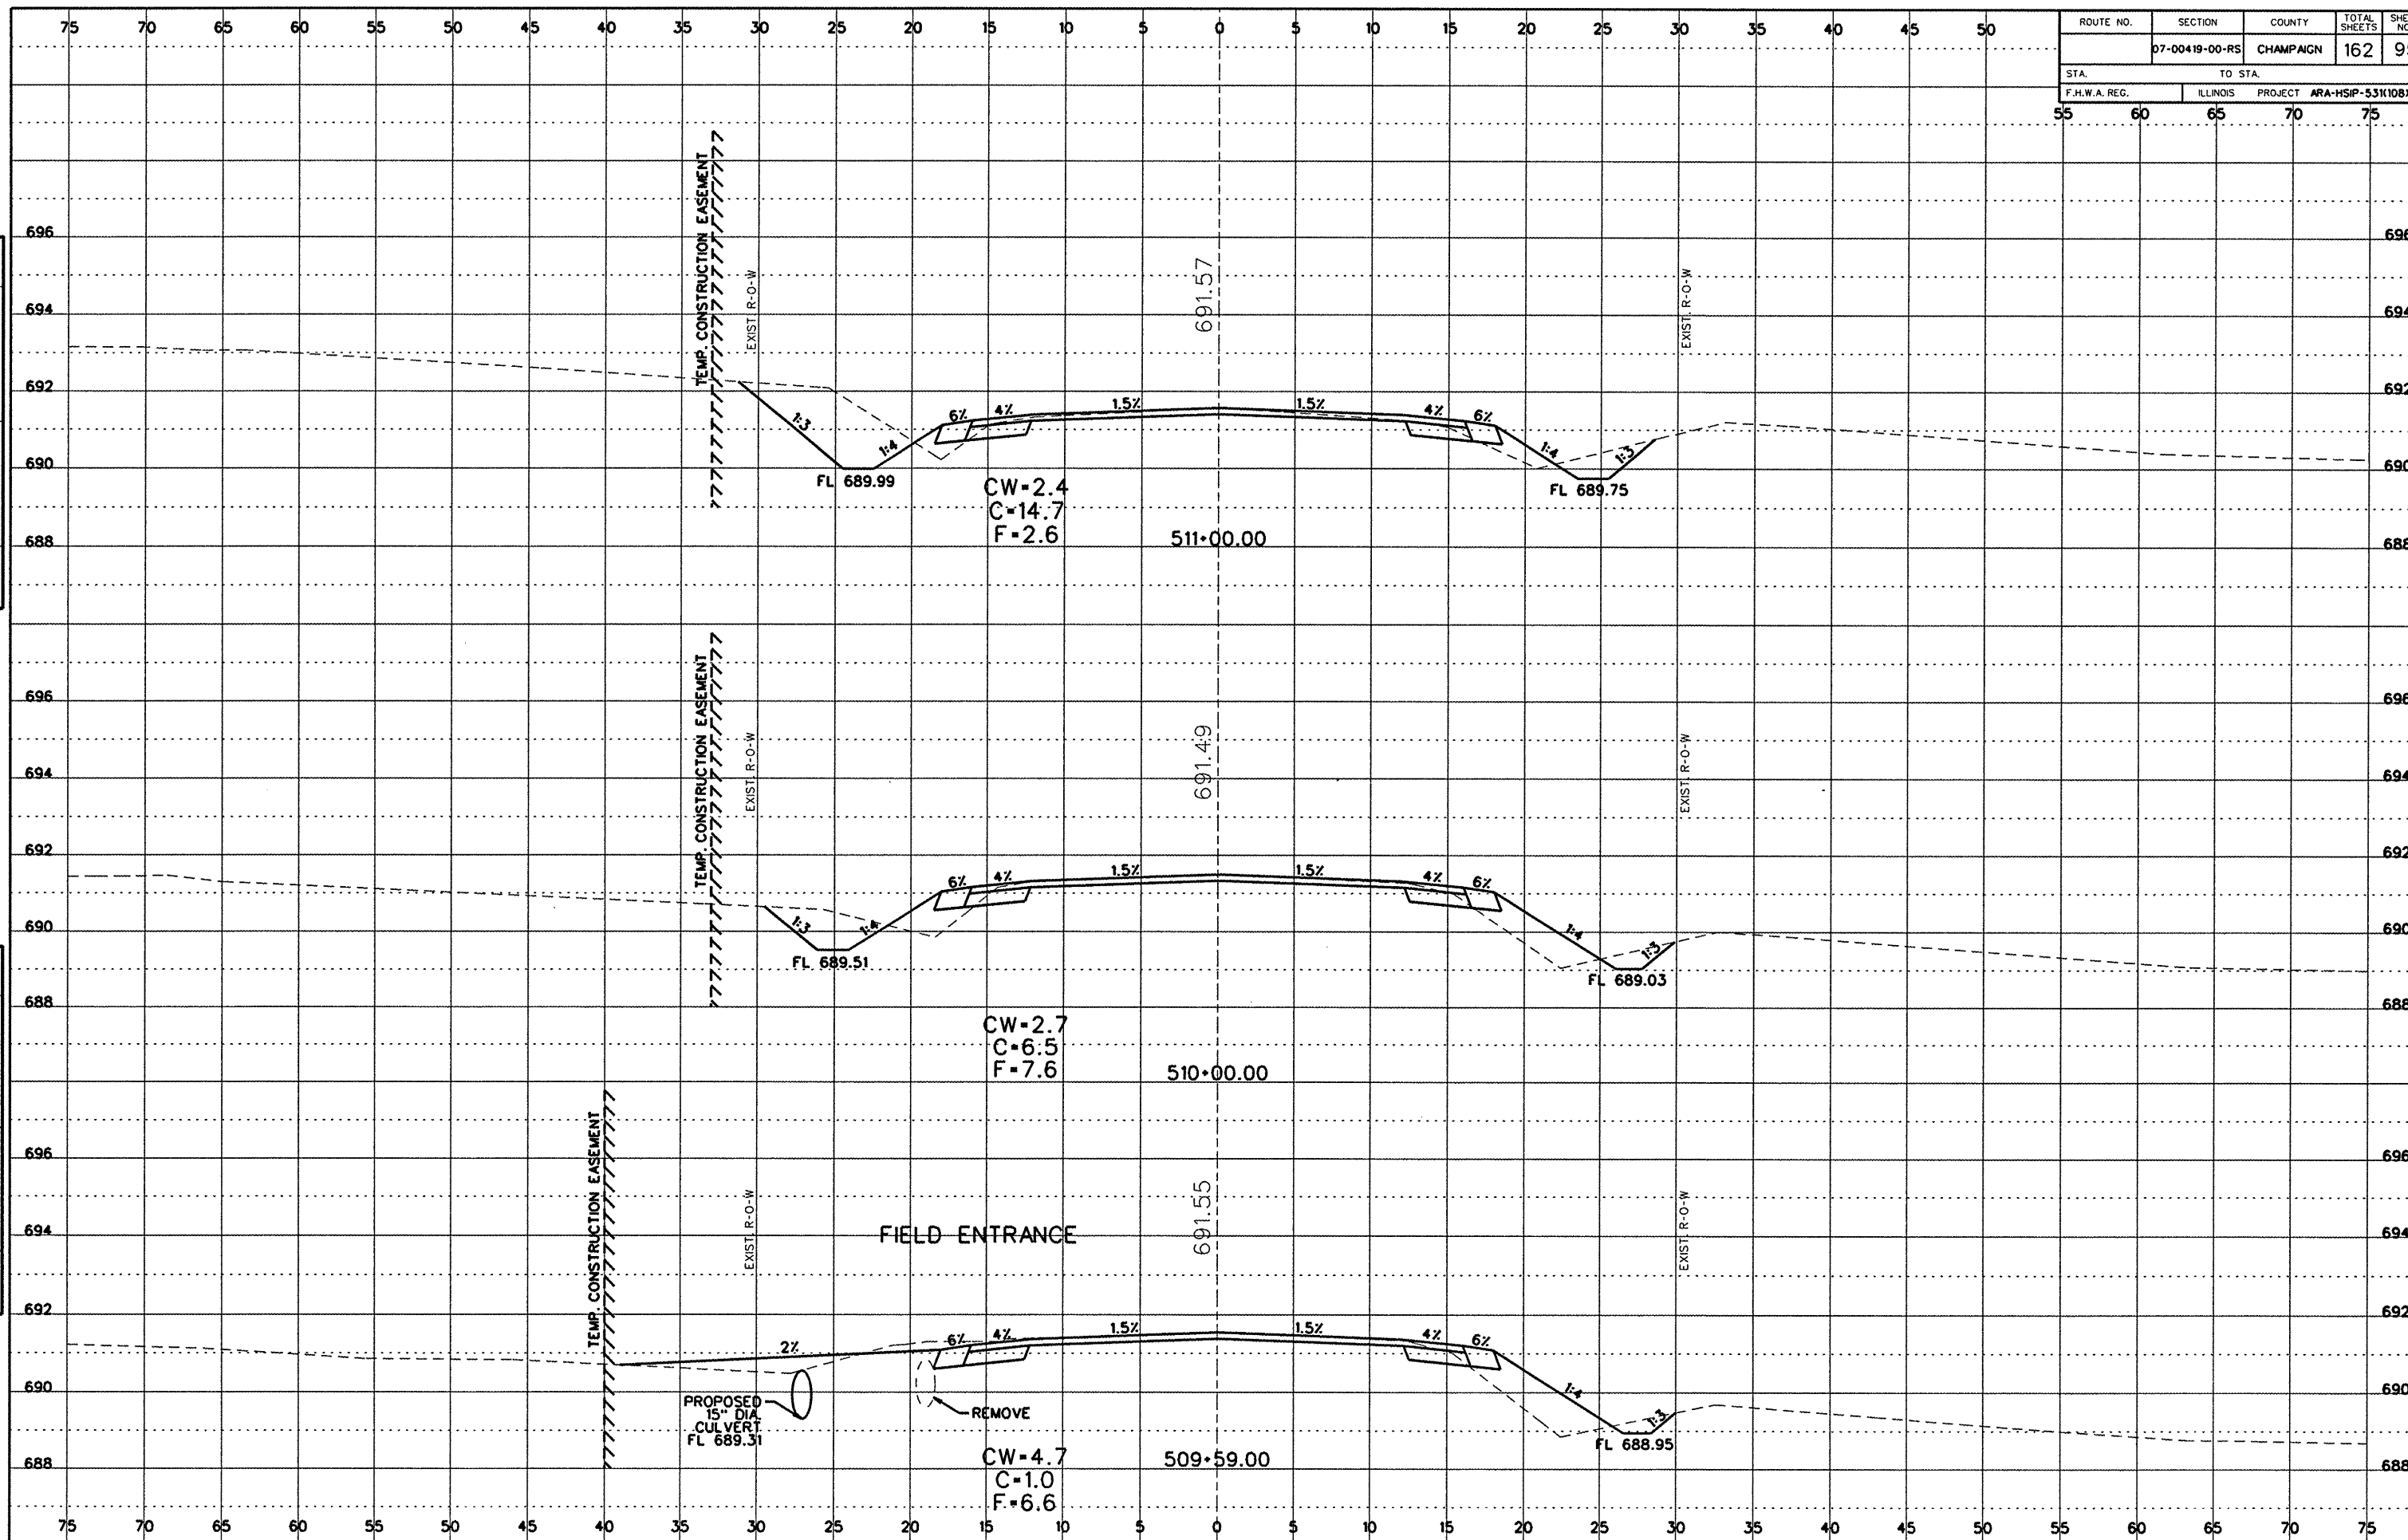 75 70 65 60 55 50 45 40 35 30 25 20 15 10 5 0 5 10 15 20 25 30 35 40 45 50
ROUTE NO. SECTION COUNTY TOTAL SHEETS
07-00419-00-RS CHAMPAIGN 162
STA. TO STA.
F.H.W.A. REG. ILLINOIS PROJECT
55 60 65 70 75
TEMP. CONSTRUCTION EASEMENT
EXIST. R-O-W
691.57
EXIST. R-O-W
696
694 694
692 692
690
688 688
1:3 1:4 6% 4% 1.5% 1.5% 4% 6% 1:4 1:3
FL 689.99
FL 689.75
CW=2.4
C=14.7
F=2.6
511+00.00
TEMP. CONSTRUCTION EASEMENT
EXIST. R-O-W
691.49
EXIST. R-O-W
696
694 694
692 692
690
688 688
1:3 1:4 6% 4% 1.5% 1.5% 4% 6% 1:4 1:3
FL 689.51
FL 689.03
CW=2.7
C=6.5
F=7.6
510+00.00
TEMP. CONSTRUCTION EASEMENT
EXIST. R-O-W
FIELD ENTRANCE
691.55
EXIST. R-O-W
696
694 694
692 692
690
688 688
2% 6% 4% 1.5% 1.5% 4% 6% 1:4 1:3
PROPOSED
15" DIA.
CULVERT
FL 689.31
REMOVE
FL 688.95
CW=4.7
C=1.0
F=6.6
509+59.00
75 70 65 60 55 50 45 40 35 30 25 20 15 10 5 0 5 10 15 20 25 30 35 40 45 50 55 60 65 70 75